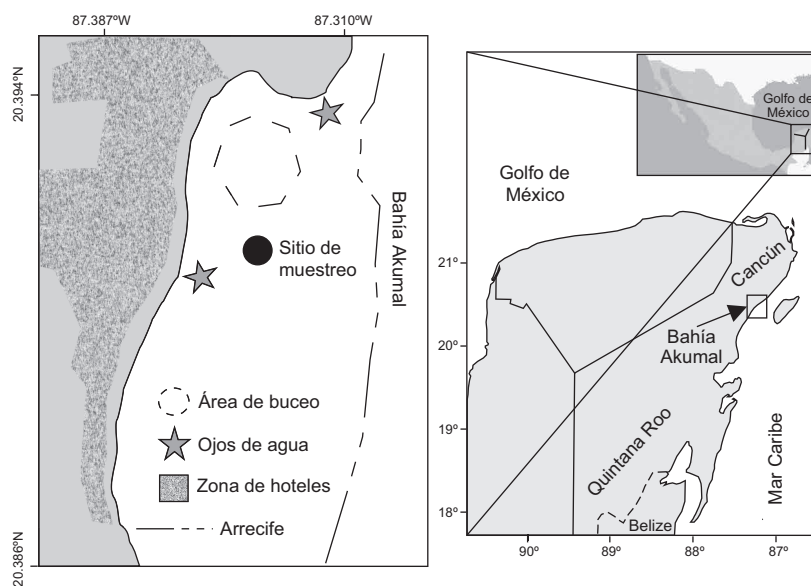 87.387ºW
87.310ºW
20.394ºN
20.386ºN
Bahía Akumal
Sitio de
muestreo
Área de buceo
Ojos de agua
Zona de hoteles
Arrecife
Golfo de
México
Golfo de
México
Cancún
Bahía
Akumal
Quintana Roo
Mar Caribe
Belize
21º
20º
19º
18º
90º
89º
88º
87º